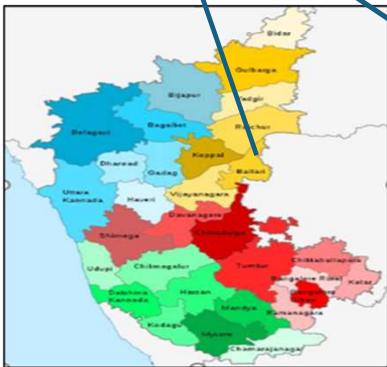 Bidar
Gulbarga
Bijapur
Yadgir
Belagavi
Bagalkot
Raichur
Dharwad
Koppal
Gadag
Ballari
Uttara
Kannada
Haveri
Vijayanagara
Davanagere
Shimoga
Chitradurga
Udupi
Chikmagalur
Tumkur
Chikballapura
Bangalore Rural
Kolar
Dakshina
Kannada
Hassan
Mandya
Ramanagara
Kodagu
Mysore
Chamarajanagar